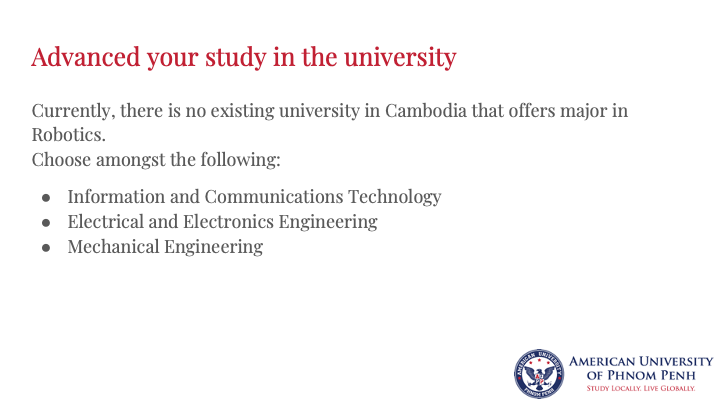 Advanced your study in the university
Currently, there is no existing university in Cambodia that offers major in
Robotics.
Choose amongst the following:
● Information and Communications Technology
● Electrical and Electronics Engineering
● Mechanical Engineering
AMERICAN UNIVERSITY
OF PHNOM PENH
STUDY LOCALLY. LIVE GLOBALLY.
AMERICAN UNIVERSITY
PHNOM PENH